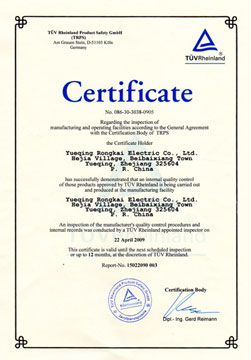 TÜV Rheinland Product Safety GmbH
(TRPS)
Am Grauen Stein, D-51105 Köln
Germany
TÜVRheinland
Certificate
No. 086-30-3038-0905
Regarding the inspection of
manufacturing and operating facilities according to the General Agreement
with the Certification Body of TRPS
the Certificate Holder
Yueqing Rongkai Electric Co., Ltd.
Hejia Village, Beibaixiang Town
Yueqing, Zhejiang 325604
P. R. China
has successfully demonstrated that an internal quality control
of those products approved by TÜV Rheinland is being carried out
and produced at the manufacturing facility
Yueqing Rongkai Electric Co., Ltd.
Hejia Village, Beibaixiang Town
Yueqing, Zhejiang 325604
P. R. China
An inspection of the manufacturer's quality control procedures and
internal records was conducted by a TÜV Rheinland appointed inspector on
22 April 2009
This certificate is valid until the next scheduled inspection
or up to 12 months, at the discretion of TÜV Rheinland.
Report-No. 15022090 003
Certification Body
Dipl.- Ing. Gerd Reimann